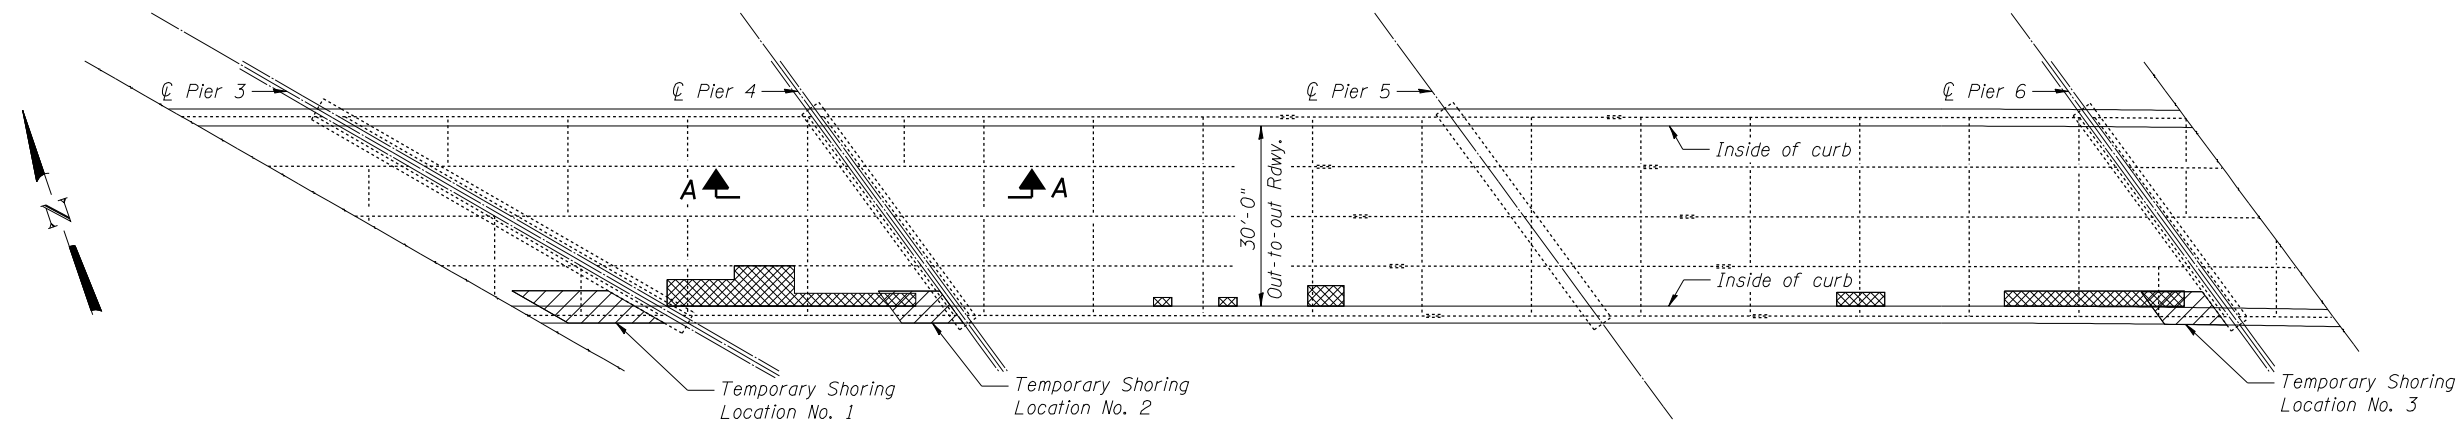 ℄ Pier 3
℄ Pier 4
℄ Pier 5
℄ Pier 6
N
A
A
30'-0"
Out-to-out Rdwy.
Inside of curb
Inside of curb
Temporary Shoring
Location No. 1
Temporary Shoring
Location No. 2
Temporary Shoring
Location No. 3